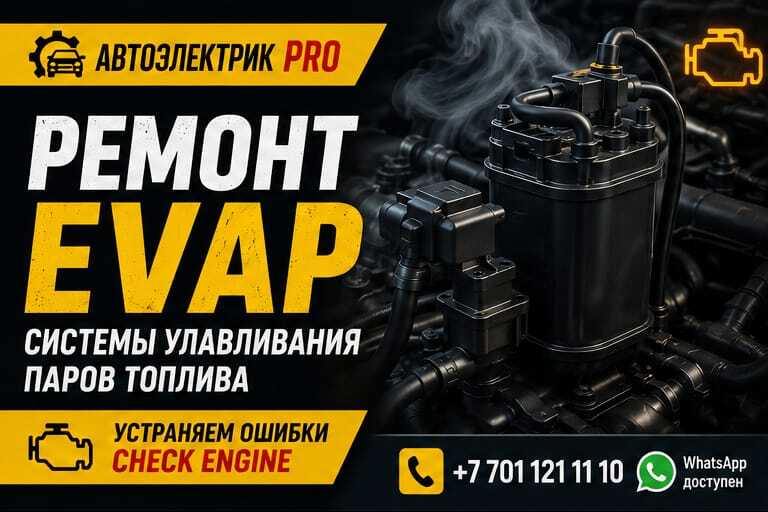 АВТОЭЛЕКТРИК PRO
РЕМОНТ
EVAP
СИСТЕМЫ УЛАВЛИВАНИЯ
ПАРОВ ТОПЛИВА
УСТРАНЯЕМ ОШИБКИ
CHECK ENGINE
+7 701 121 11 10
WhatsApp
доступен